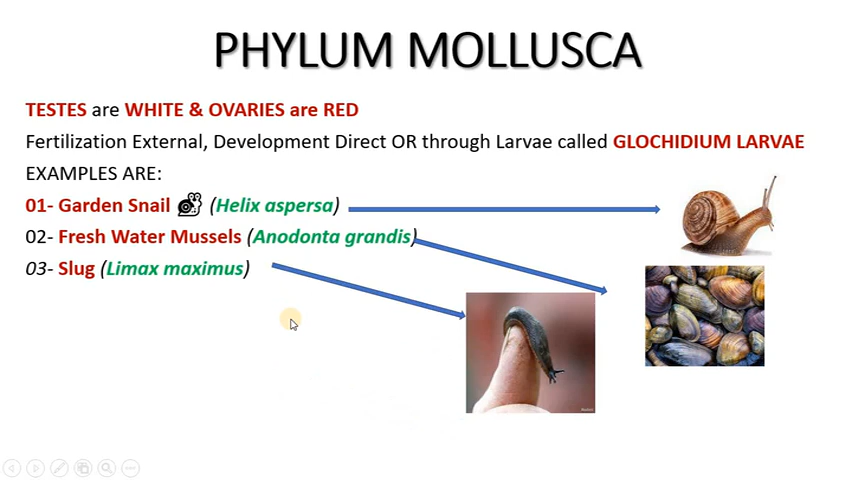 PHYLUM MOLLUSCA
TESTES are WHITE & OVARIES are RED
Fertilization External, Development Direct OR through Larvae called GLOCHIDIUM LARVAE
EXAMPLES ARE:
01- Garden Snail (Helix aspersa)
02- Fresh Water Mussels (Anodonta grandis)
03- Slug (Limax maximus)